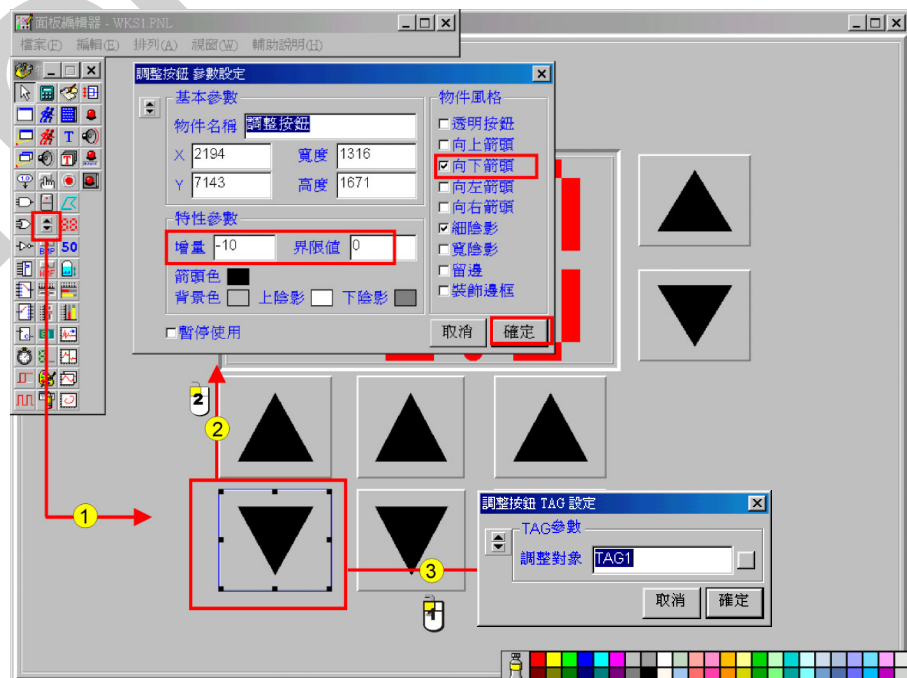 面板編輯器 - WKS1.PNL
檔案(F) 編輯(E) 排列(A) 視窗(W) 輔助說明(H)
調整按鈕 參數設定
基本參數
物件名稱 調整按鈕
X 2194 寬度 1316
Y 7143 高度 1671
特性參數
增量 -10 界限值 0
箭頭色
背景色 上陰影 下陰影
暫停使用
物件風格
透明按鈕
向上箭頭
向下箭頭
向左箭頭
向右箭頭
細陰影
寬陰影
留邊
裝飾邊框
取消 確定
T
T
88
50
2
2
1
3
1
調整按鈕 TAG 設定
TAG參數
調整對象 TAG1
取消 確定